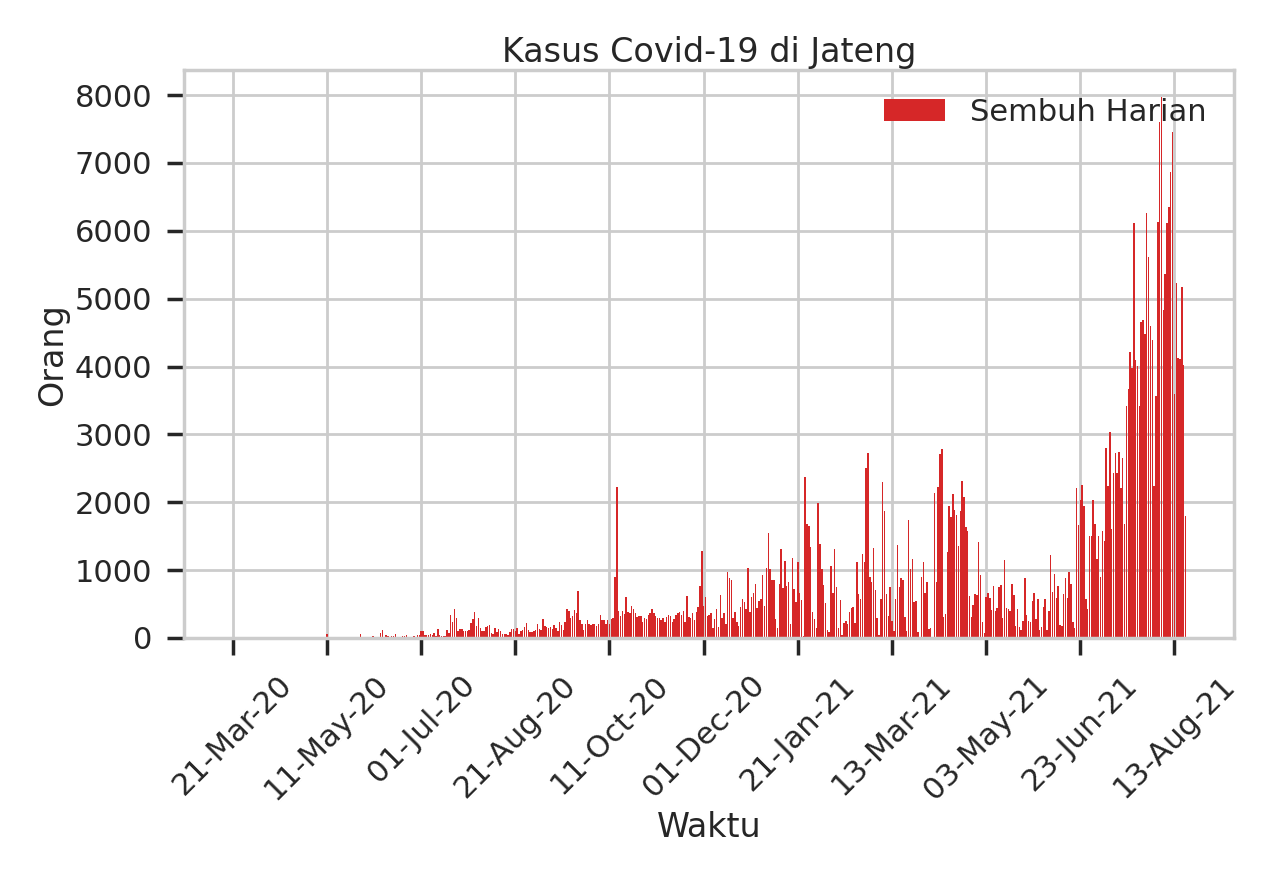 Kasus Covid-19 di Jateng
Sembuh Harian
8000
7000
6000
5000
4000
3000
2000
1000
0
Orang
21-Mar-20
11-May-20
01-Jul-20
21-Aug-20
11-Oct-20
01-Dec-20
21-Jan-21
13-Mar-21
03-May-21
23-Jun-21
13-Aug-21
Waktu